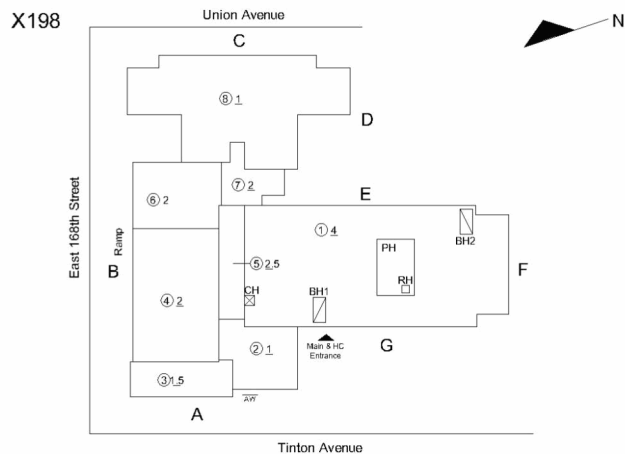 X198
Union Avenue
N
C
⑧ 1
D
⑥ 2
⑦ 2
E
East 168th Street
Ramp
① 4
BH2
PH
B
⑤ 2.5
F
RH
CH
BH1
④ 2
Main & HC
Entrance
G
② 1
③ 1.5
AW
A
Tinton Avenue